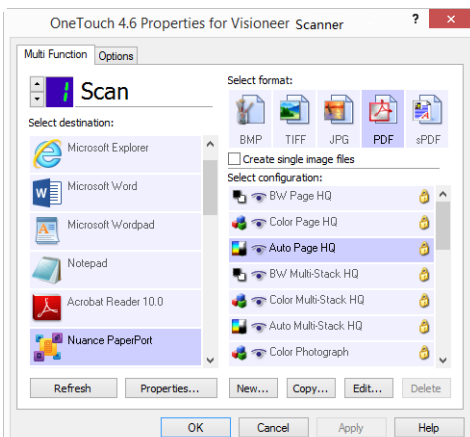 OneTouch 4.6 Properties for Visioneer Scanner
? ×
Multi Function
Options
1
Scan
Select destination:
Microsoft Explorer
Microsoft Word
Microsoft Wordpad
Notepad
Acrobat Reader 10.0
Nuance PaperPort
Refresh
Properties...
Select format:
BMP
TIFF
JPG
PDF
sPDF
Create single image files
Select configuration:
BW Page HQ
Color Page HQ
Auto Page HQ
BW Multi-Stack HQ
Color Multi-Stack HQ
Auto Multi-Stack HQ
Color Photograph
New...
Copy...
Edit...
Delete
OK
Cancel
Apply
Help